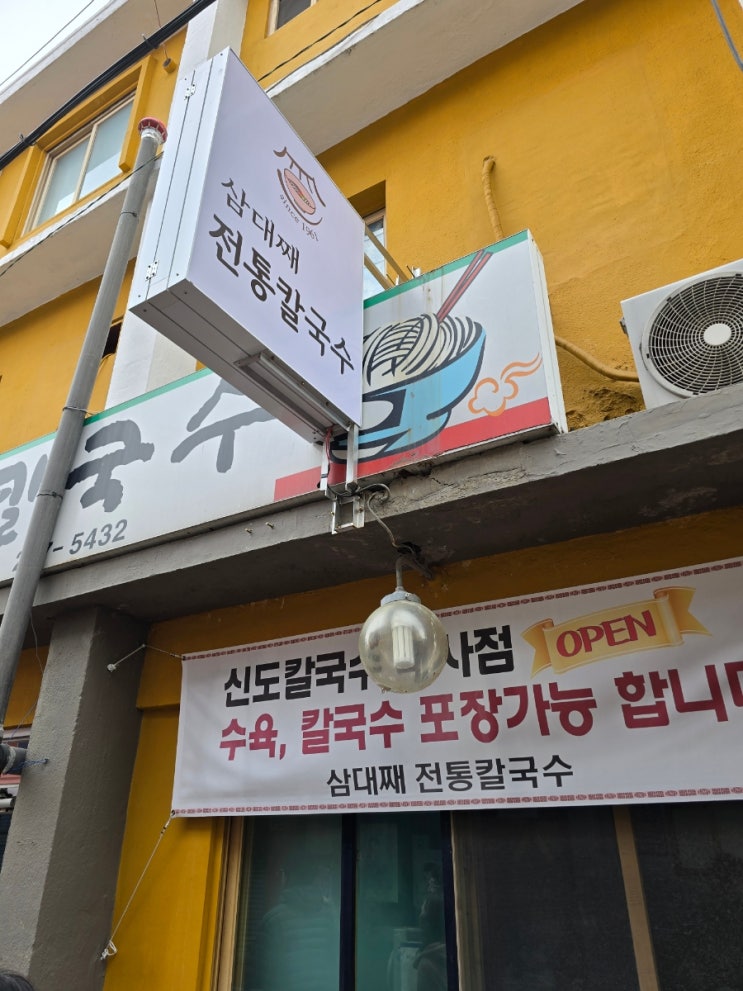 since 196
삼대째
전통칼국수
칼국수
7-5432
신도칼국수 사점
OPEN
수육, 칼국수 포장가능 합니다
삼대째 전통칼국수